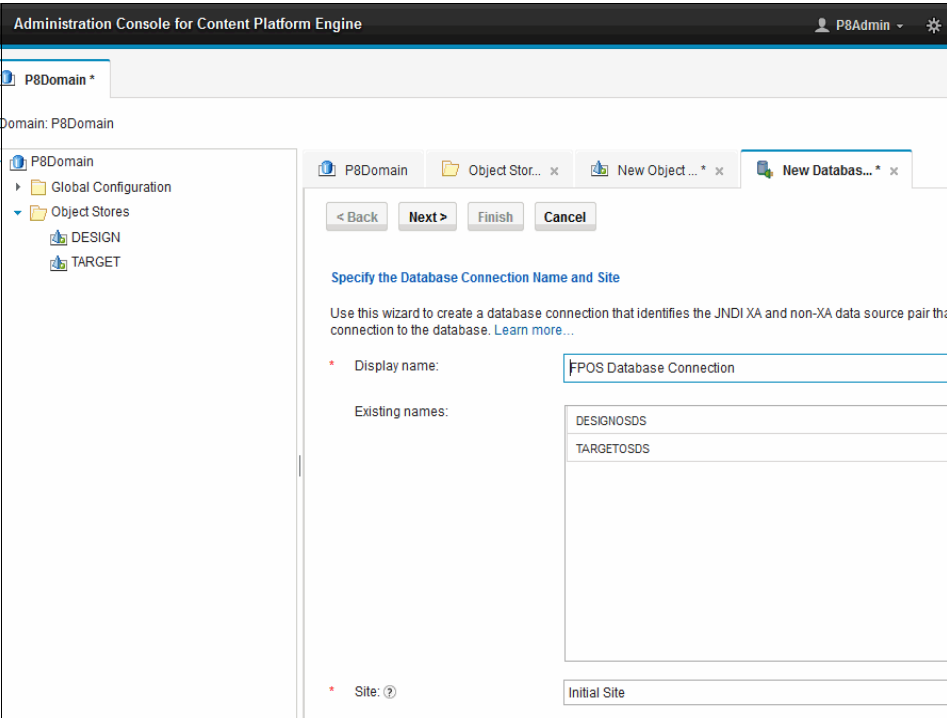 Administration Console for Content Platform Engine
P8Admin
P8Domain *
Domain: P8Domain
P8Domain
Global Configuration
Object Stores
DESIGN
TARGET
P8Domain
Object Stor... x
New Object ... * x
New Databas... * x
< Back
Next >
Finish
Cancel
Specify the Database Connection Name and Site
Use this wizard to create a database connection that identifies the JNDI XA and non-XA data source pair tha
connection to the database. Learn more...
* Display name:
FPOS Database Connection
Existing names:
DESIGNOSDS
TARGETOSDS
* Site: ?
Initial Site